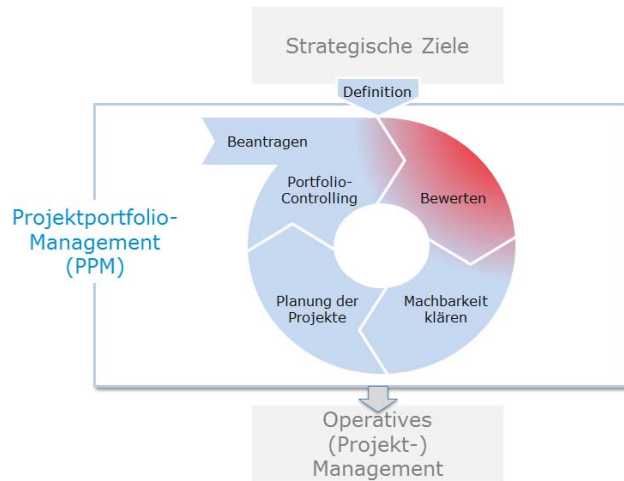 Strategische Ziele
Definition
Beantragen
Portfolio-
Controlling
Bewerten
Projektportfolio-
Management
(PPM)
Planung der
Projekte
Machbarkeit
klären
Operatives
(Projekt-)
Management